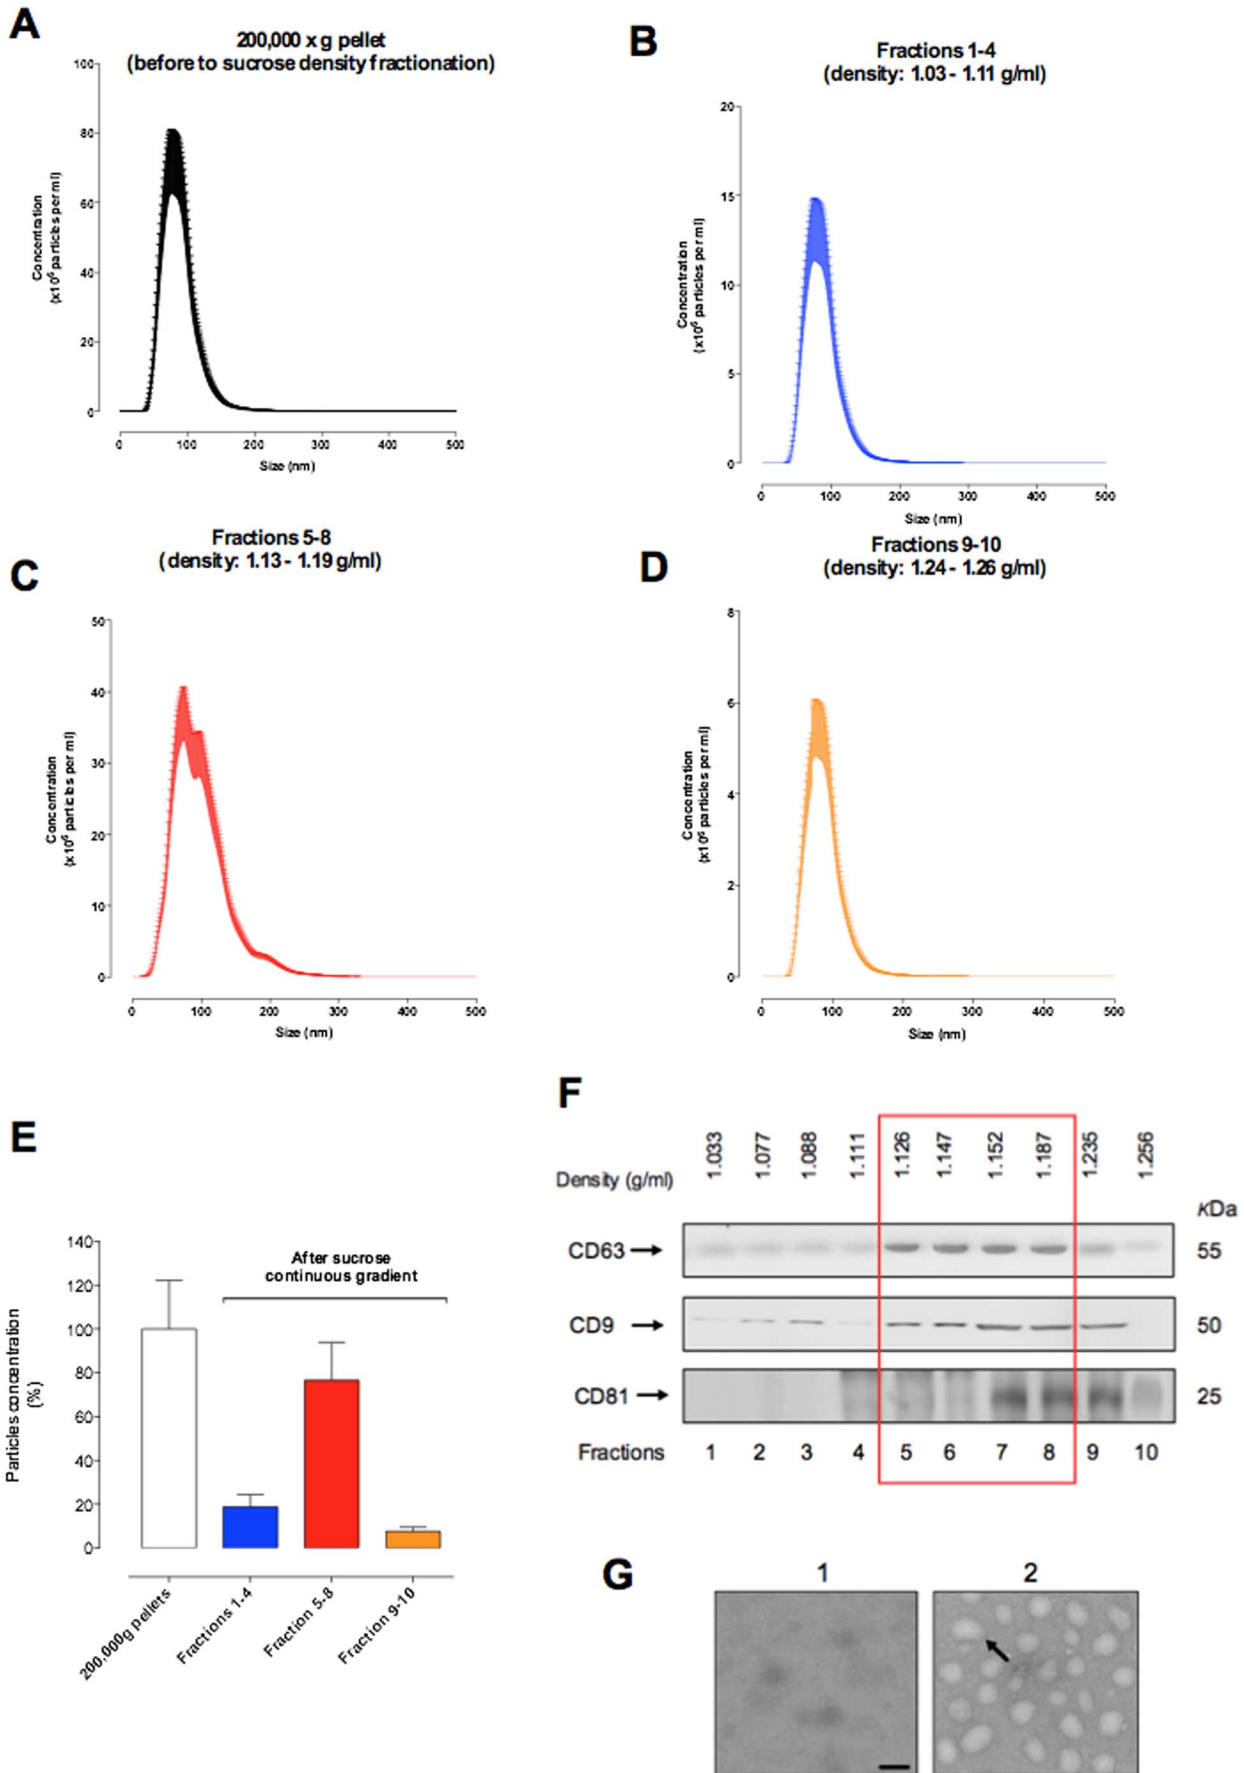 A
200,000 x g pellet
(before to sucrose density fractionation)
100
80
60
40
20
0
Concentration
(x10⁶ particles per ml)
0 100 200 300 400 500
Size (nm)
B
Fractions 1-4
(density: 1.03 - 1.11 g/ml)
20
15
10
5
0
Concentration
(x10⁶ particles per ml)
0 100 200 300 400 500
Size (nm)
C
Fractions 5-8
(density: 1.13 - 1.19 g/ml)
50
40
30
20
10
0
Concentration
(x10⁶ particles per ml)
0 100 200 300 400 500
Size (nm)
D
Fractions 9-10
(density: 1.24 - 1.26 g/ml)
8
6
4
2
0
Concentration
(x10⁶ particles per ml)
0 100 200 300 400 500
Size (nm)
E
After sucrose
continuous gradient
140
120
100
80
60
40
20
0
Particles concentration
(%)
200.000g pellets
Fractions 1-4
Fraction 5-8
Fraction 9-10
F
Density (g/ml) 1.033 1.077 1.088 1.111 1.126 1.147 1.152 1.187 1.235 1.256
KDa
CD63 55
CD9 50
CD81 25
Fractions 1 2 3 4 5 6 7 8 9 10
G
1 2